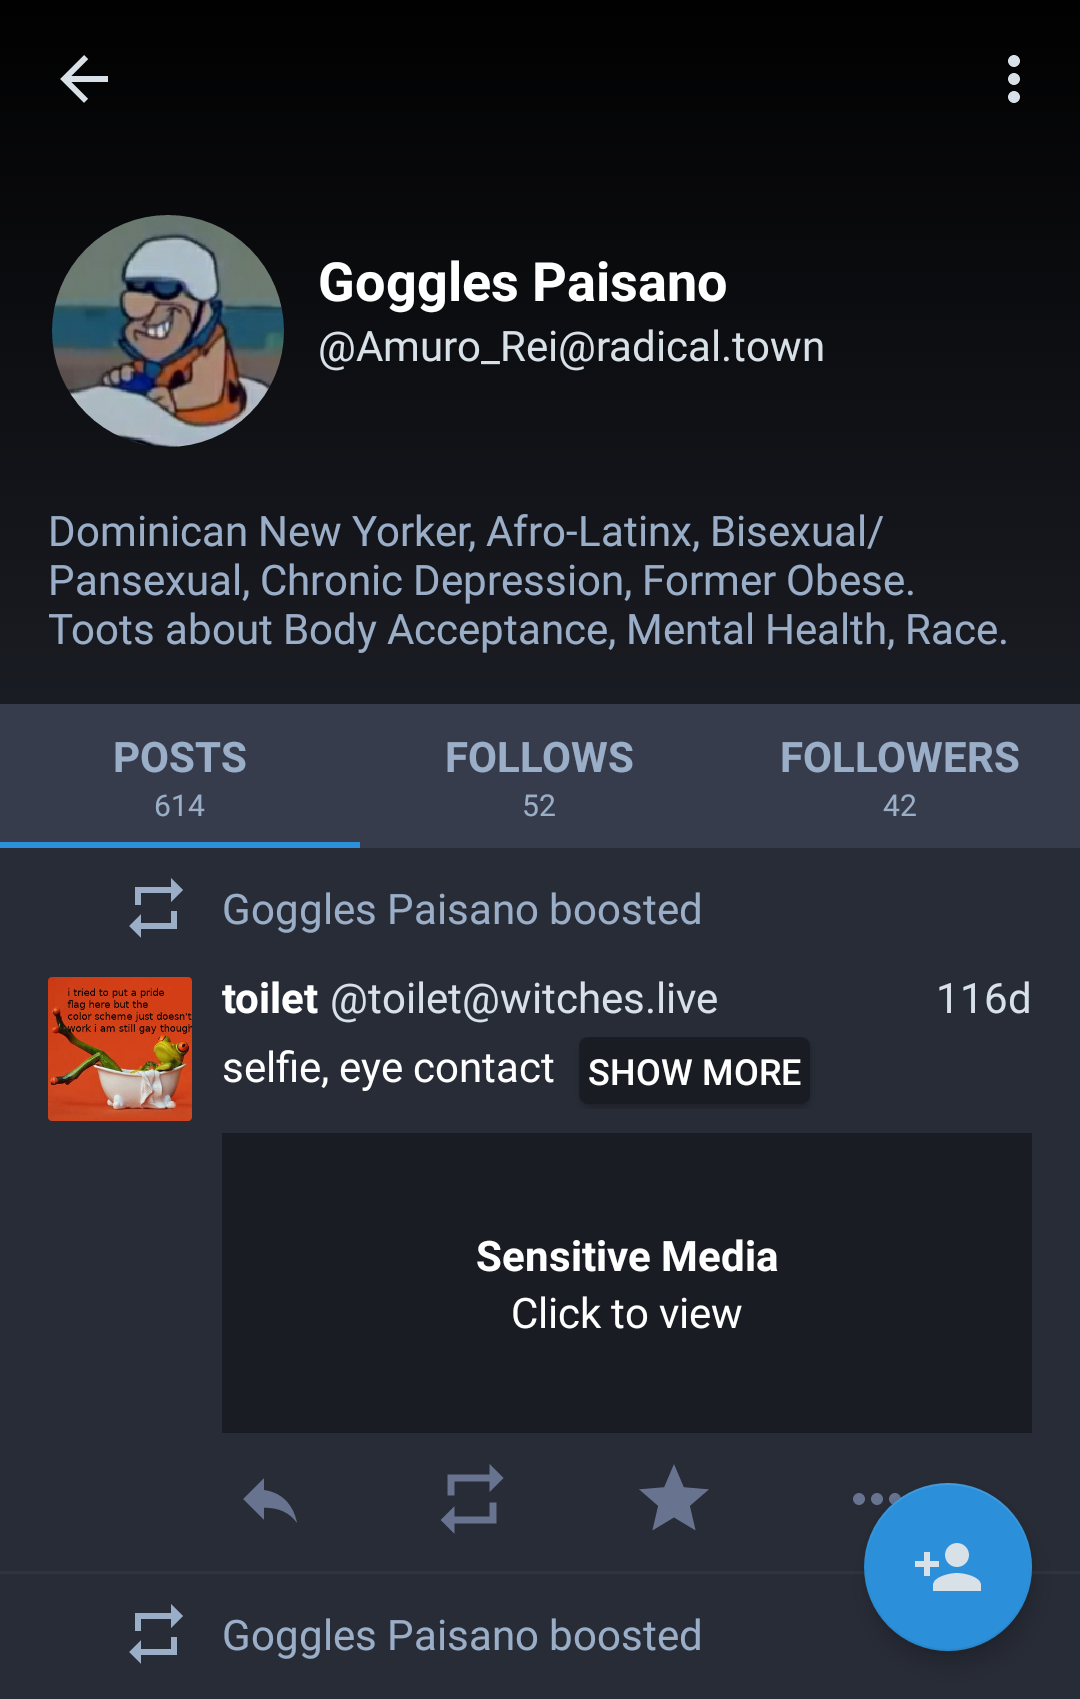 Goggles Paisano
@Amuro_Rei@radical.town
Dominican New Yorker, Afro-Latinx, Bisexual/
Pansexual, Chronic Depression, Former Obese.
Toots about Body Acceptance, Mental Health, Race.
POSTS FOLLOWS FOLLOWERS
614 52 42
Goggles Paisano boosted
i tried to put a pride
flag here but the
color scheme just doesn't
work i am still gay though
toilet @toilet@witches.live 116d
selfie, eye contact SHOW MORE
Sensitive Media
Click to view
Goggles Paisano boosted